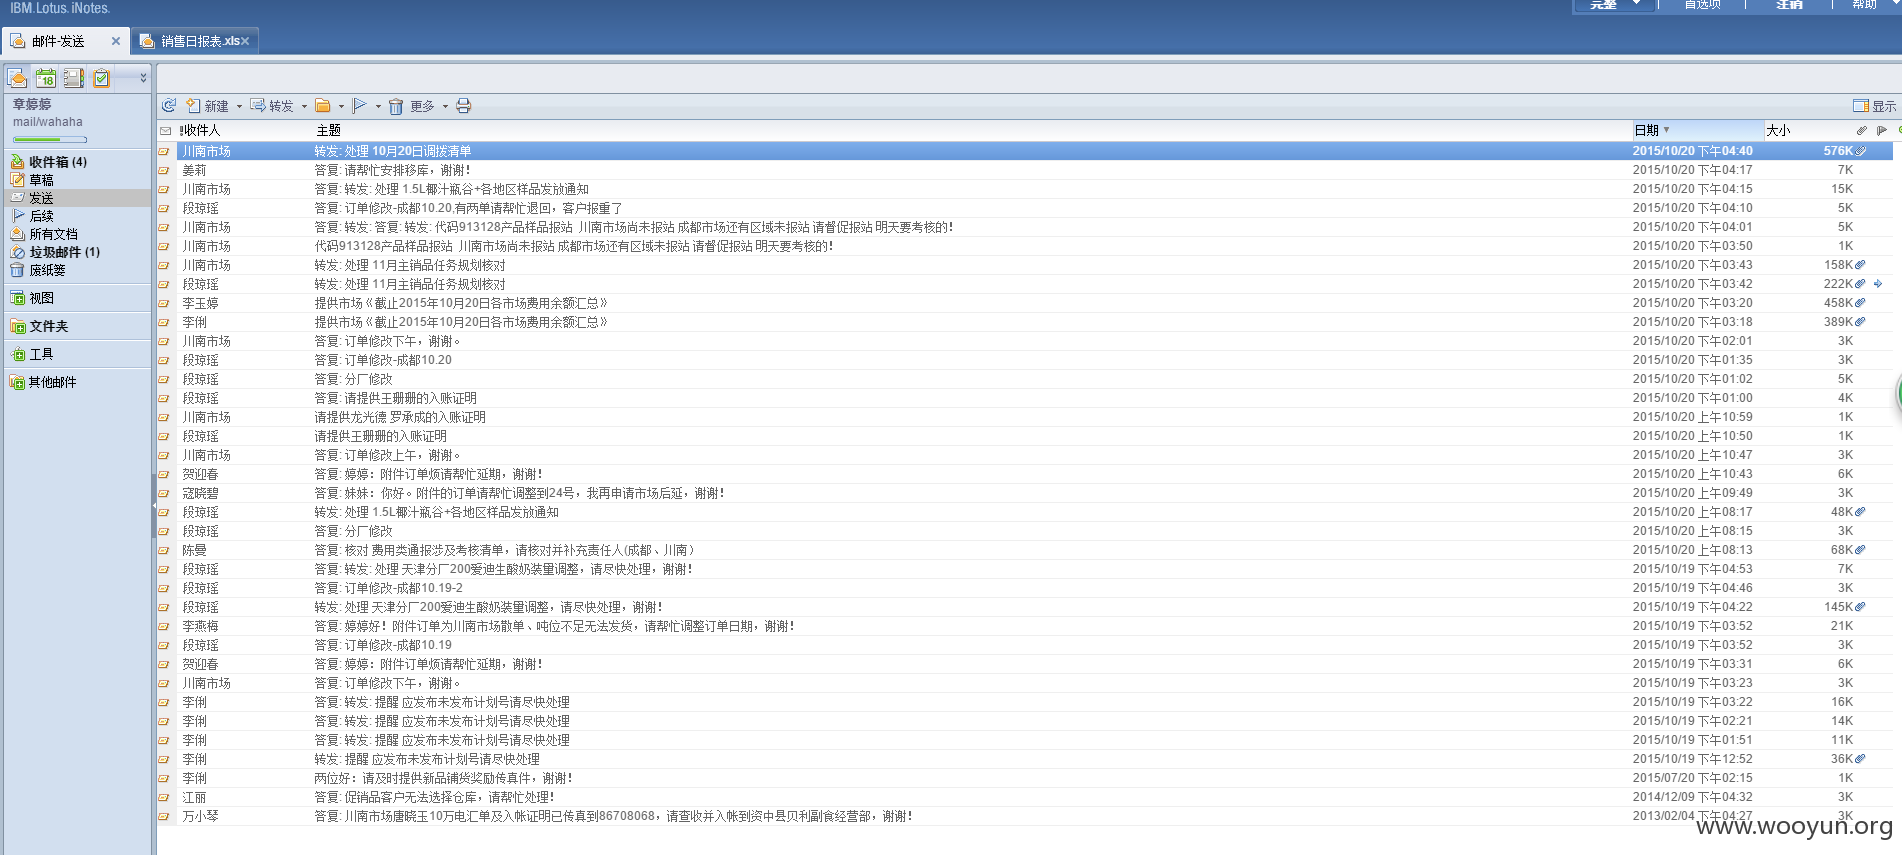 IBM.Lotus.iNotes.
完整 首选项 注销 帮助
邮件-发送 销售日报表.xls
18
章婷婷
mail/wahaha
收件箱 (4)
草稿
发送
后续
所有文档
垃圾邮件 (1)
废纸篓
视图
文件夹
工具
其他邮件
新建 转发 更多 显示
!收件人 主题 日期 大小
川南市场 转发: 处理 10月20日调拨清单 2015/10/20 下午04:40 576K
姜莉 答复: 请帮忙安排移库，谢谢！ 2015/10/20 下午04:17 7K
川南市场 答复: 转发: 处理 1.5L椰汁瓶谷+各地区样品发放通知 2015/10/20 下午04:15 15K
段琼瑶 答复: 订单修改-成都10.20,有两单请帮忙退回，客户报重了 2015/10/20 下午04:10 5K
川南市场 答复: 转发: 答复: 转发: 代码913128产品样品报站 川南市场尚未报站 成都市场还有区域未报站 请督促报站 明天要考核的！ 2015/10/20 下午04:01 5K
川南市场 代码913128产品样品报站 川南市场尚未报站 成都市场还有区域未报站 请督促报站 明天要考核的！ 2015/10/20 下午03:50 1K
川南市场 转发: 处理 11月主销品任务规划核对 2015/10/20 下午03:43 158K
段琼瑶 转发: 处理 11月主销品任务规划核对 2015/10/20 下午03:42 222K
李玉婷 提供市场《截止2015年10月20日各市场费用余额汇总》 2015/10/20 下午03:20 458K
李俐 提供市场《截止2015年10月20日各市场费用余额汇总》 2015/10/20 下午03:18 389K
川南市场 答复: 订单修改下午，谢谢。 2015/10/20 下午02:01 3K
段琼瑶 答复: 订单修改-成都10.20 2015/10/20 下午01:35 3K
段琼瑶 答复: 分厂修改 2015/10/20 下午01:02 5K
段琼瑶 答复: 请提供王珊珊的入账证明 2015/10/20 下午01:00 4K
川南市场 请提供龙光德 罗承成的入账证明 2015/10/20 上午10:59 1K
段琼瑶 请提供王珊珊的入账证明 2015/10/20 上午10:50 1K
川南市场 答复: 订单修改上午，谢谢。 2015/10/20 上午10:47 3K
贺迎春 答复: 婷婷：附件订单烦请帮忙延期，谢谢！ 2015/10/20 上午10:43 6K
寇晓碧 答复: 妹妹：你好。附件的订单请帮忙调整到24号，我再申请市场后延，谢谢！ 2015/10/20 上午09:49 3K
段琼瑶 转发: 处理 1.5L椰汁瓶谷+各地区样品发放通知 2015/10/20 上午08:17 48K
段琼瑶 答复: 分厂修改 2015/10/20 上午08:15 3K
陈曼 答复: 核对 费用类通报涉及考核清单，请核对并补充责任人(成都、川南） 2015/10/20 上午08:13 68K
段琼瑶 答复: 转发: 处理 天津分厂200爱迪生酸奶装量调整，请尽快处理，谢谢！ 2015/10/19 下午04:53 7K
段琼瑶 答复: 订单修改-成都10.19-2 2015/10/19 下午04:46 3K
段琼瑶 转发: 处理 天津分厂200爱迪生酸奶装量调整，请尽快处理，谢谢！ 2015/10/19 下午04:22 145K
李燕梅 答复: 婷婷好！附件订单为川南市场散单、吨位不足无法发货，请帮忙调整订单日期，谢谢！ 2015/10/19 下午03:52 21K
段琼瑶 答复: 订单修改-成都10.19 2015/10/19 下午03:52 3K
贺迎春 答复: 婷婷：附件订单烦请帮忙延期，谢谢！ 2015/10/19 下午03:31 6K
川南市场 答复: 订单修改下午，谢谢。 2015/10/19 下午03:23 3K
李俐 答复: 转发: 提醒 应发布未发布计划号请尽快处理 2015/10/19 下午03:22 16K
李俐 答复: 转发: 提醒 应发布未发布计划号请尽快处理 2015/10/19 下午02:21 14K
李俐 答复: 转发: 提醒 应发布未发布计划号请尽快处理 2015/10/19 下午01:51 11K
李俐 转发: 提醒 应发布未发布计划号请尽快处理 2015/10/19 下午12:52 36K
李俐 两位好：请及时提供新品铺货奖励传真件，谢谢！ 2015/07/20 下午02:15 1K
江丽 答复: 促销品客户无法选择仓库，请帮忙处理！ 2014/12/09 下午04:32 3K
万小琴 答复: 川南市场唐晓玉10万电汇单及入帐证明已传真到86708068，请查收并入帐到资中县贝利副食经营部，谢谢！ 2013/02/04 下午04:27 3K
www.wooyun.org